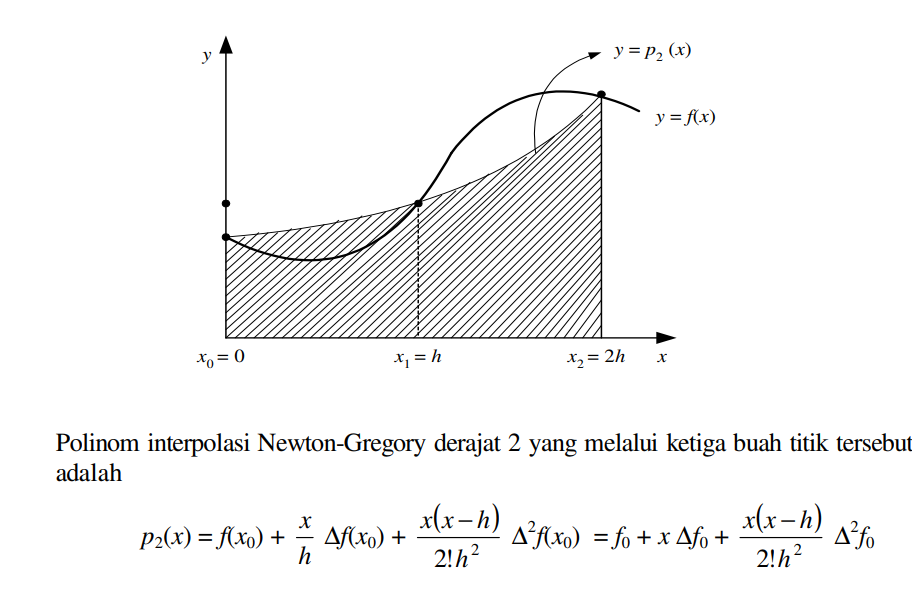 y
y = p₂ (x)
y = f(x)
x₀ = 0
x₁ = h
x₂ = 2h
x
Polinom interpolasi Newton-Gregory derajat 2 yang melalui ketiga buah titik tersebut
adalah
p₂(x) = f(x₀) + x/h Δf(x₀) + x(x – h)/2!h² Δ²f(x₀) = f₀ + x Δf₀ + x(x – h)/2!h² Δ²f₀